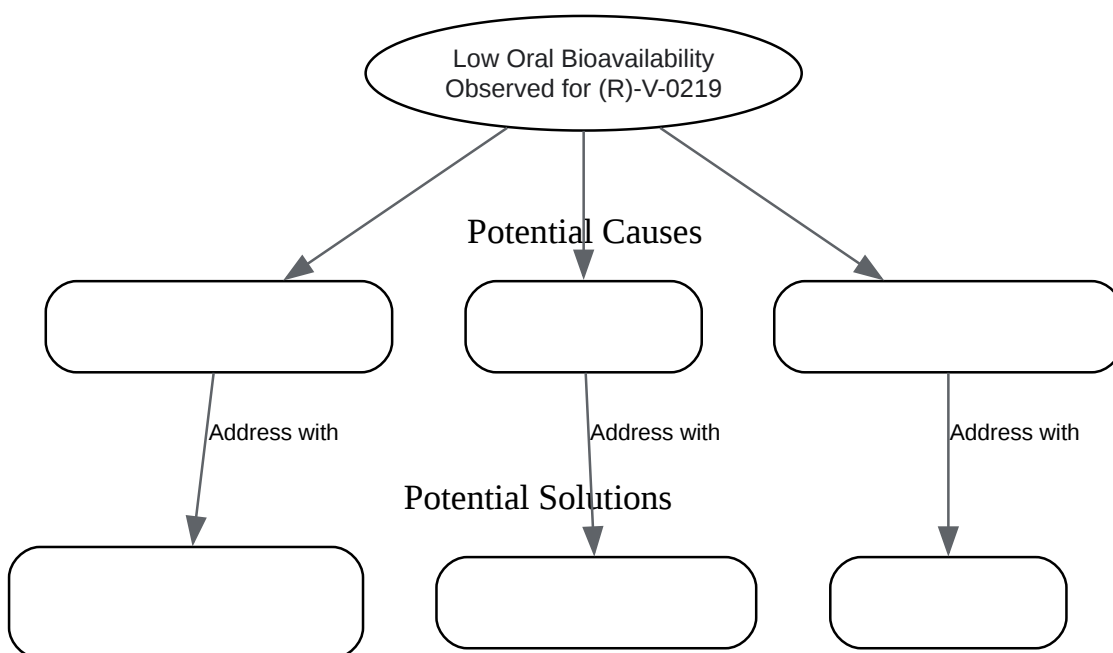 Low Oral Bioavailability
Observed for (R)-V-0219
Potential Causes
Address with
Address with
Address with
Potential Solutions